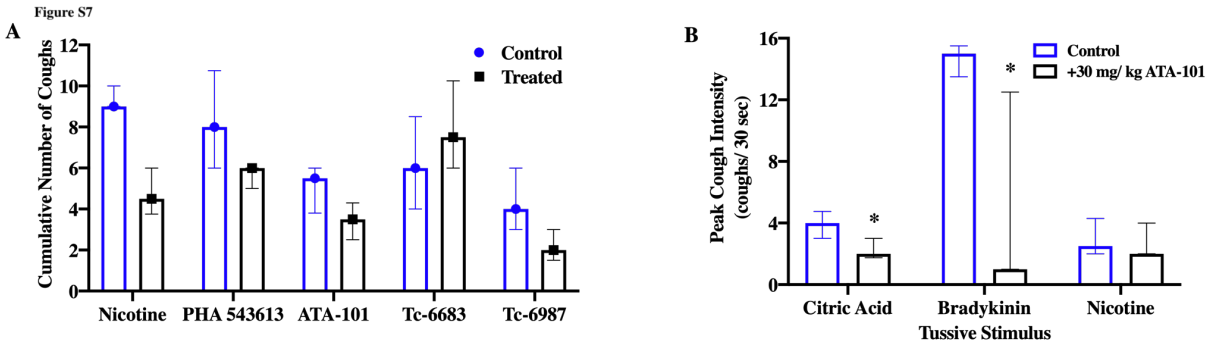 Figure S7
A
Cumulative Number of Coughs
12
10
8
6
4
2
0
Control
Treated
Nicotine PHA 543613 ATA-101 Tc-6683 Tc-6987
B
Peak Cough Intensity
(coughs/ 30 sec)
16
12
8
4
0
Control
+30 mg/ kg ATA-101
*
*
Citric Acid Bradykinin Nicotine
Tussive Stimulus